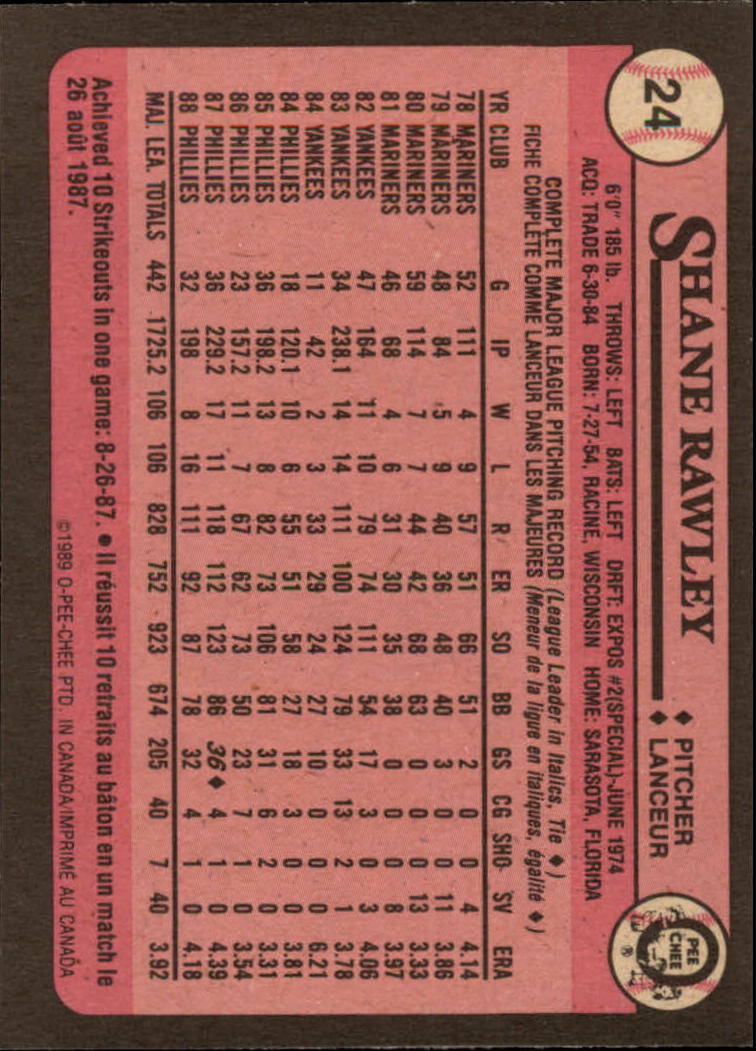 24
SHANE RAWLEY
♦ PITCHER
♦ LANCEUR
O PEE CHEE ®
6'0" 185 lb. THROWS: LEFT BATS: LEFT DRFT: EXPOS #2(SPECIAL)-JUNE 1974
ACQ: TRADE 6-30-84 BORN: 7-27-54, RACINE, WISCONSIN HOME: SARASOTA, FLORIDA
COMPLETE MAJOR LEAGUE PITCHING RECORD (League Leader in Italics, Tie ♦)
FICHE COMPLÈTE COMME LANCEUR DANS LES MAJEURES (Meneur de la ligue en italiques, égalité ♦)
YR CLUB G IP W L R ER SO BB GS CG SHO SV ERA
78 MARINERS 52 111 4 9 57 51 66 51 2 0 0 4 4.14
79 MARINERS 48 84 5 9 40 36 48 40 3 0 0 11 3.86
80 MARINERS 59 114 7 7 44 42 68 63 0 0 0 13 3.33
81 MARINERS 46 68 4 6 31 30 35 38 0 0 0 8 3.97
82 YANKEES 47 164 11 10 79 74 111 54 17 3 0 3 4.06
83 YANKEES 34 238.1 14 14 111 100 124 79 33 13 2 1 3.78
84 YANKEES 11 42 2 3 33 29 24 27 10 0 0 0 6.21
84 PHILLIES 18 120.1 10 6 55 51 58 27 18 3 0 0 3.81
85 PHILLIES 36 198.2 13 8 82 73 106 81 31 6 2 0 3.31
86 PHILLIES 23 157.2 11 7 67 62 73 50 23 7 1 0 3.54
87 PHILLIES 36 229.2 17 11 118 112 123 86 36♦ 4 1 0 4.39
88 PHILLIES 32 198 8 16 111 92 87 78 32 4 1 0 4.18
MAJ. LEA. TOTALS 442 1725.2 106 106 828 752 923 674 205 40 7 40 3.92
Achieved 10 Strikeouts in one game: 8-26-87. ● Il réussit 10 retraits au bâton en un match le
26 août 1987.
©1989 O-PEE-CHEE PTD. IN CANADA/IMPRIMÉ AU CANADA